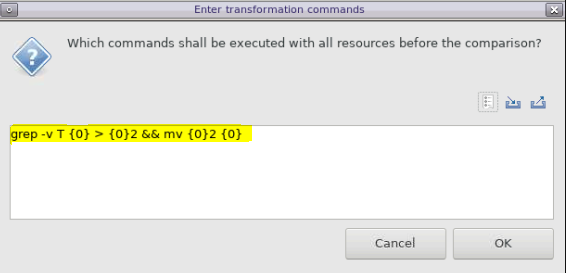 Enter transformation commands
Which commands shall be executed with all resources before the comparison?
grep -v T {0} > {0}2 && mv {0}2 {0}
Cancel
OK